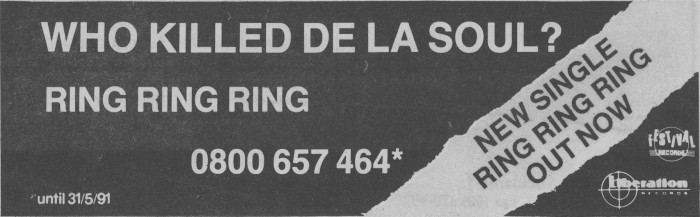 WHO KILLED DE LA SOUL?
RING RING RING
0800 657 464*
*until 31/5/91
NEW SINGLE
RING RING RING
OUT NOW
FESTIVAL
RECORDS
Liberation
RECORDS